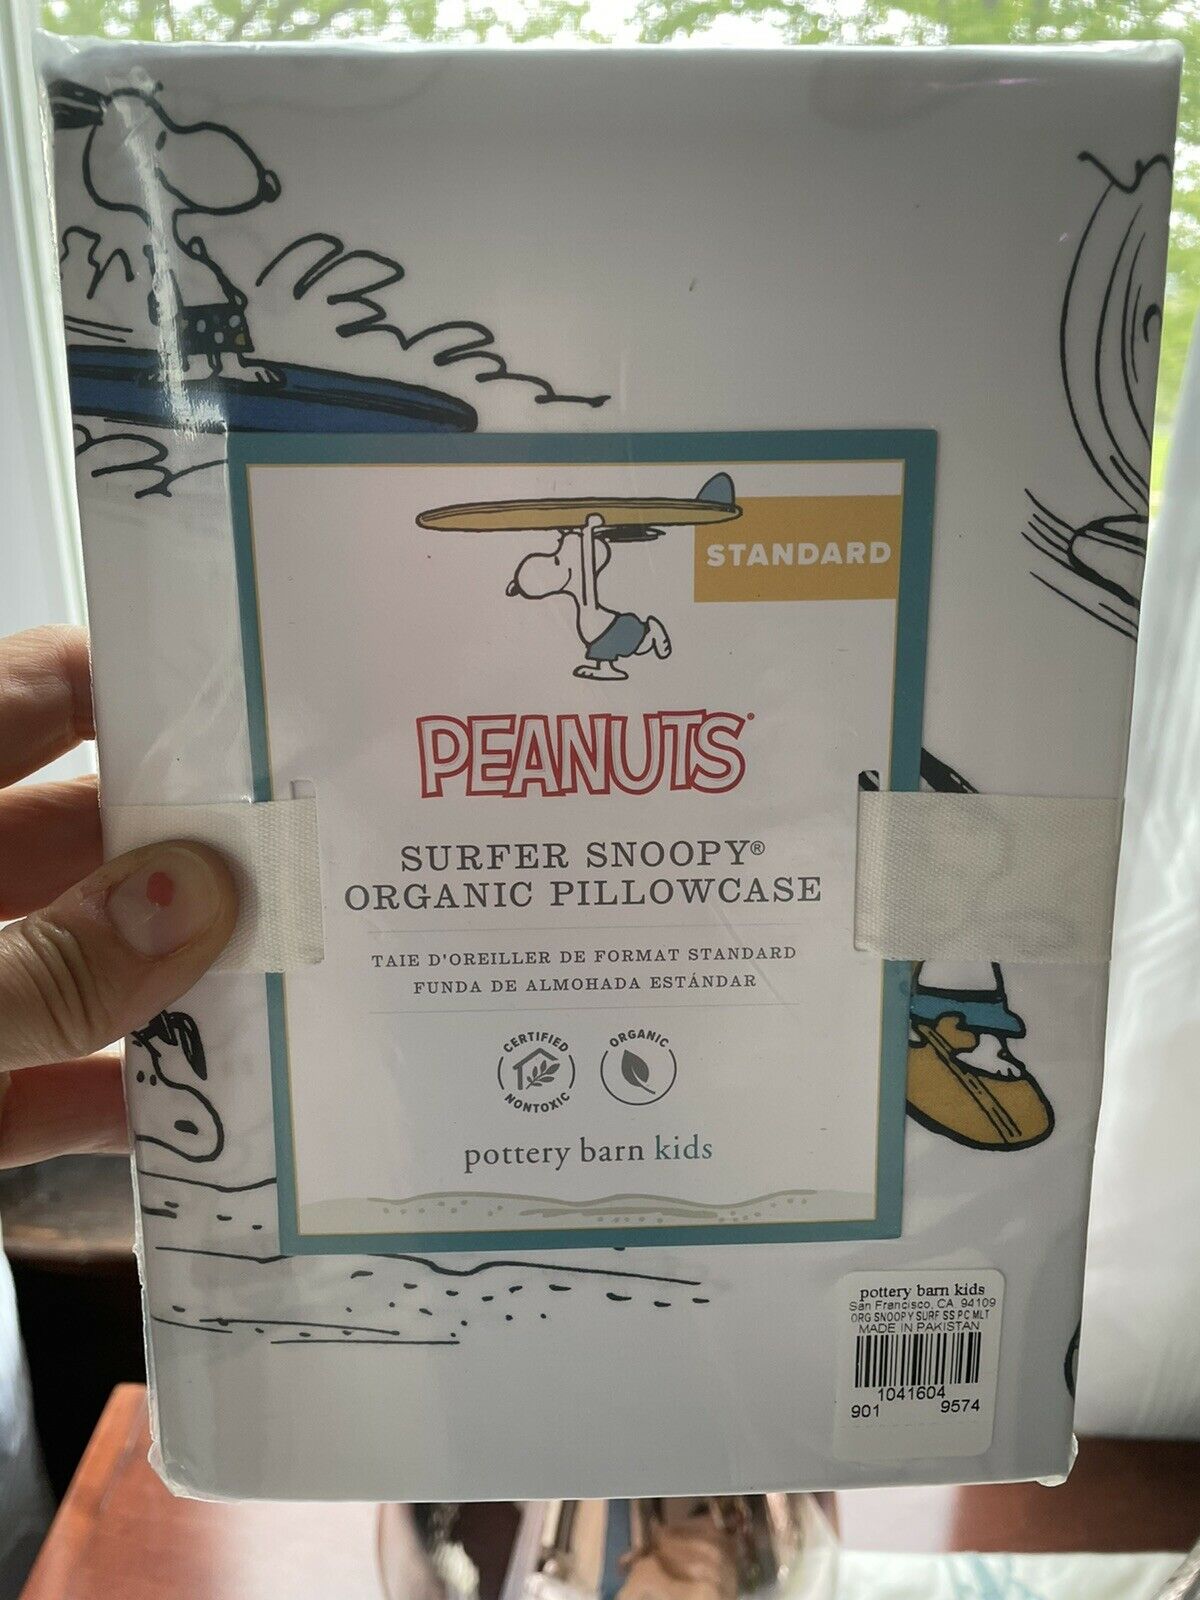 STANDARD
PEANUTS®
SURFER SNOOPY®
ORGANIC PILLOWCASE
TAIE D'OREILLER DE FORMAT STANDARD
FUNDA DE ALMOHADA ESTÁNDAR
CERTIFIED
NONTOXIC
ORGANIC
pottery barn kids
pottery barn kids
San Francisco, CA 94109
ORG SNOOPY SURF SS PC MLT
MADE IN PAKISTAN
1041604
901 9574